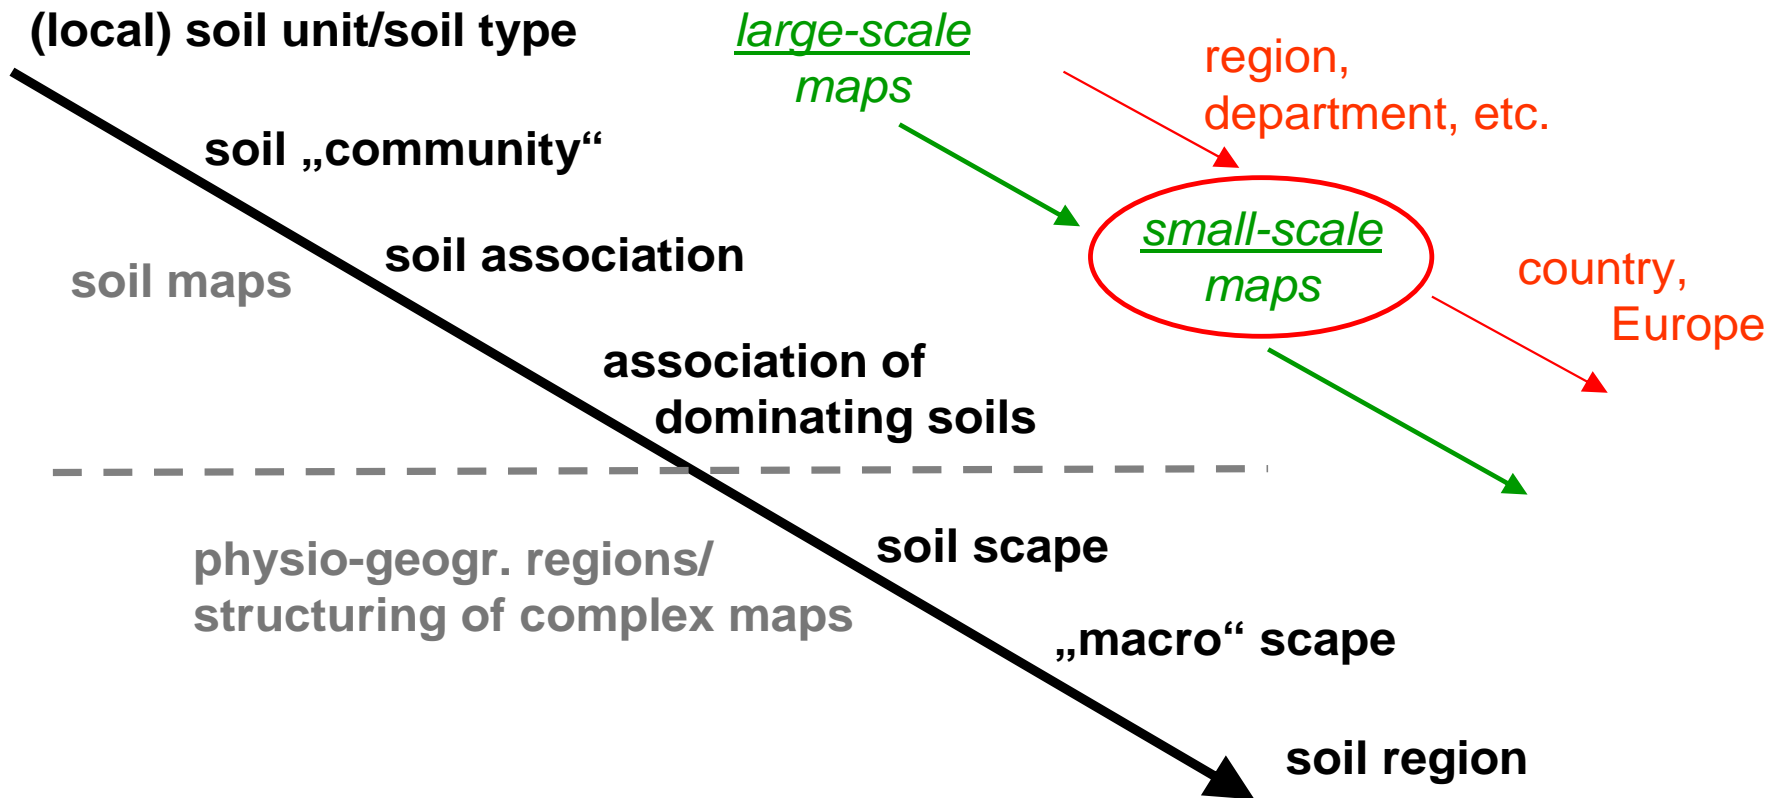 (local) soil unit/soil type
large-scale
maps
region,
department, etc.
soil „community“
soil association
soil maps
small-scale
maps
country,
Europe
association of
dominating soils
soil scape
physio-geogr. regions/
structuring of complex maps
„macro“ scape
soil region